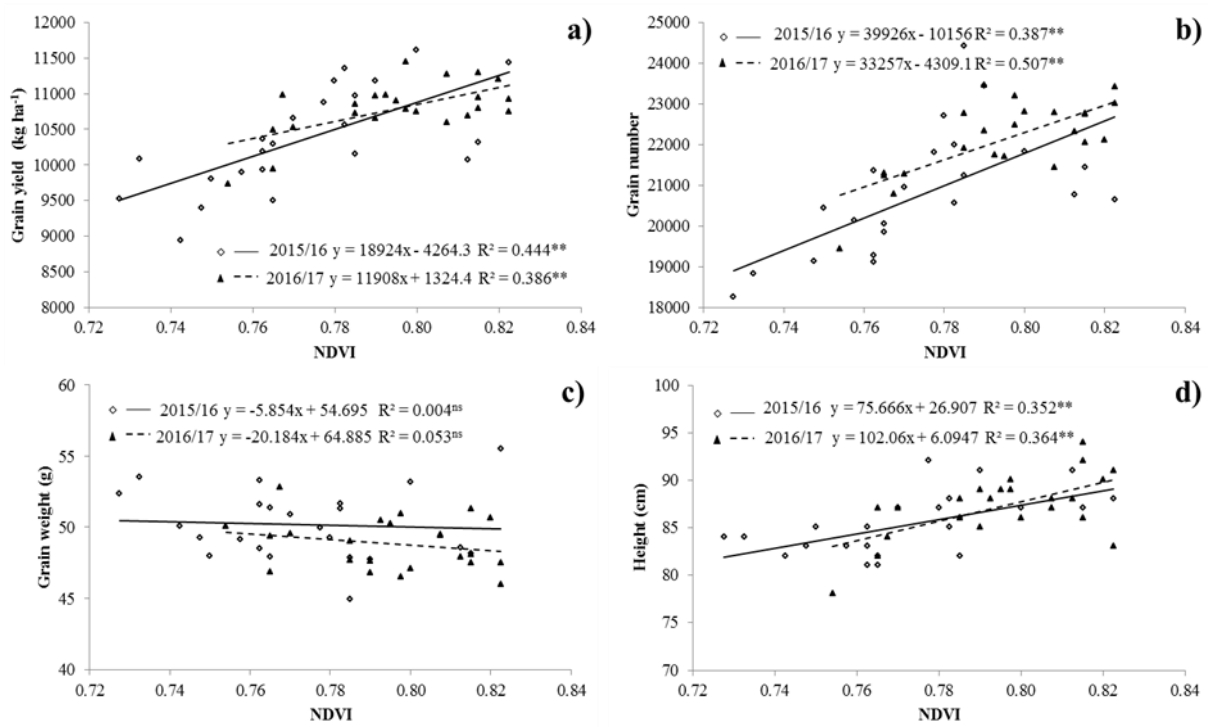 a)
Grain yield (kg ha⁻¹)
12000
11500
11000
10500
10000
9500
9000
8500
8000
2015/16 y = 18924x - 4264.3 R² = 0.444**
2016/17 y = 11908x + 1324.4 R² = 0.386**
0.72 0.74 0.76 0.78 0.80 0.82 0.84
NDVI
b)
Grain number
25000
24000
23000
22000
21000
20000
19000
18000
2015/16 y = 39926x - 10156 R² = 0.387**
2016/17 y = 33257x - 4309.1 R² = 0.507**
0.72 0.74 0.76 0.78 0.80 0.82 0.84
NDVI
c)
Grain weight (g)
60
55
50
45
40
2015/16 y = -5.854x + 54.695 R² = 0.004ⁿˢ
2016/17 y = -20.184x + 64.885 R² = 0.053ⁿˢ
0.72 0.74 0.76 0.78 0.80 0.82 0.84
NDVI
d)
Height (cm)
100
95
90
85
80
75
70
2015/16 y = 75.666x + 26.907 R² = 0.352**
2016/17 y = 102.06x + 6.0947 R² = 0.364**
0.72 0.74 0.76 0.78 0.80 0.82 0.84
NDVI